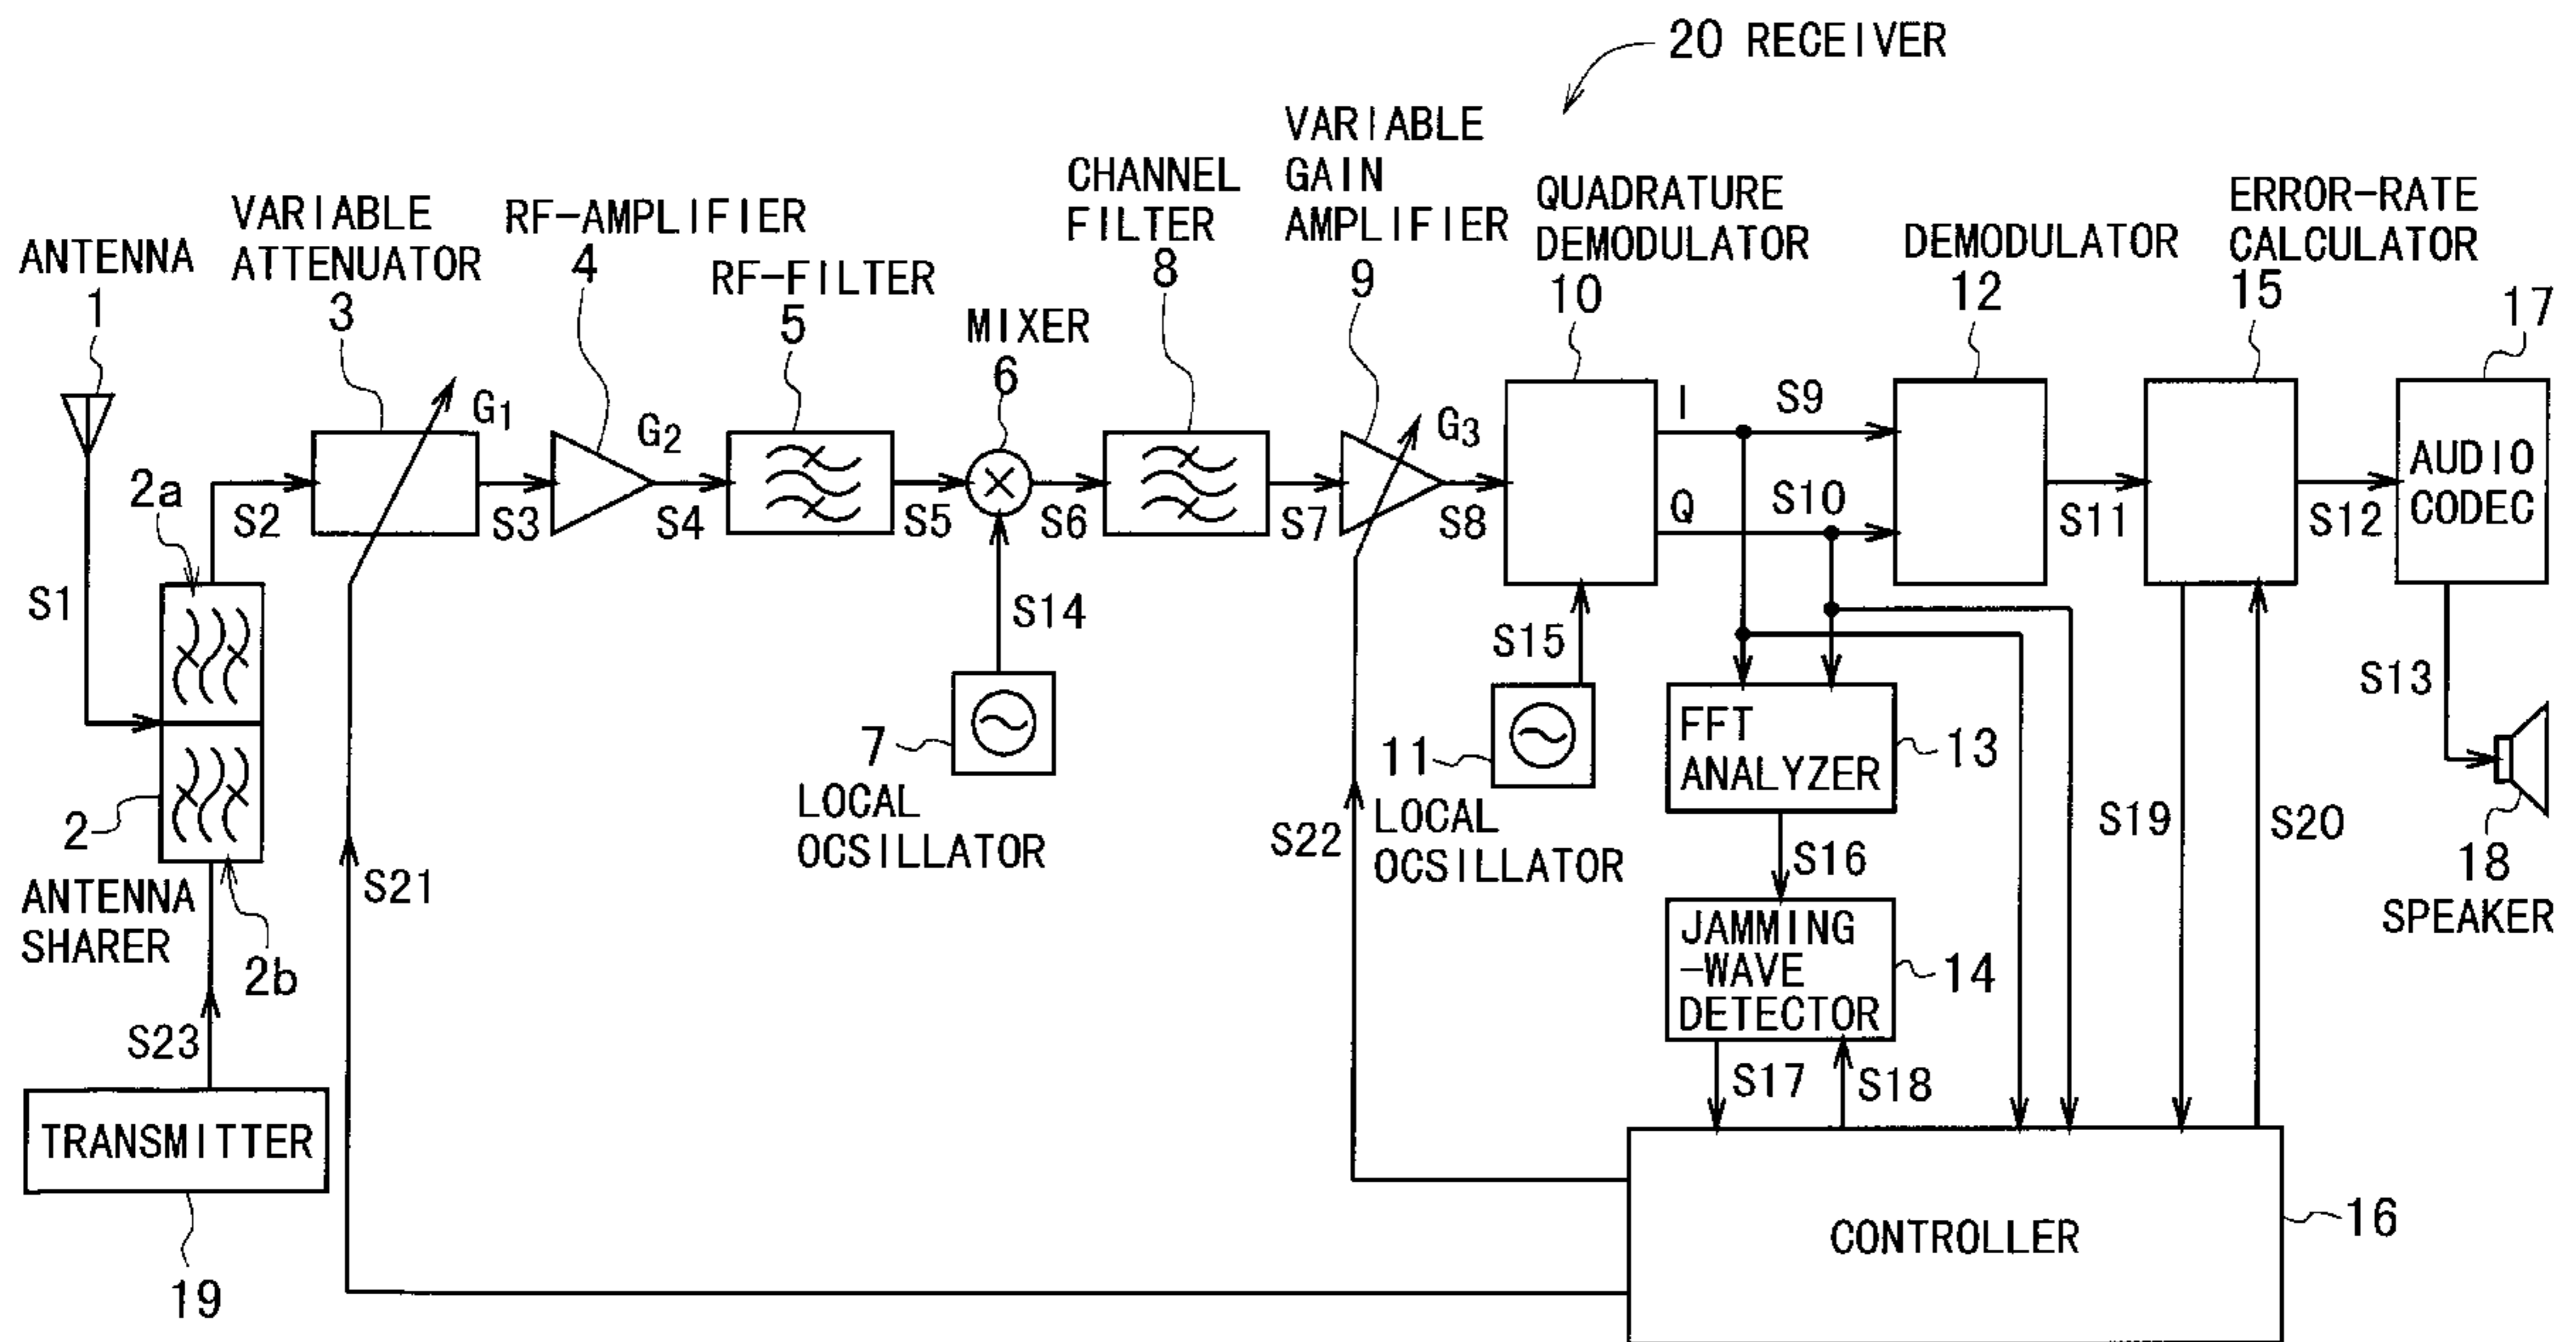 20 RECEIVER
VARIABLE
GAIN
AMPLIFIER
9
CHANNEL
FILTER
8
QUADRATURE
DEMODULATOR
10
ERROR-RATE
CALCULATOR
15
DEMODULATOR
12
VARIABLE
ATTENUATOR
3
RF-AMPLIFIER
4
RF-FILTER
5
MIXER
6
ANTENNA
1
17
G1
G2
G3
I
S9
Q
S10
AUDIO
CODEC
2a
S2
S3
S4
S5
S6
S7
S8
S11
S12
S1
S14
S15
S13
7
LOCAL
OCSILLATOR
11
LOCAL
OCSILLATOR
FFT
ANALYZER
13
2
ANTENNA
SHARER
2b
S21
S22
S16
S19
S20
18
SPEAKER
JAMMING
-WAVE
DETECTOR
14
S23
S17
S18
TRANSMITTER
19
CONTROLLER
16